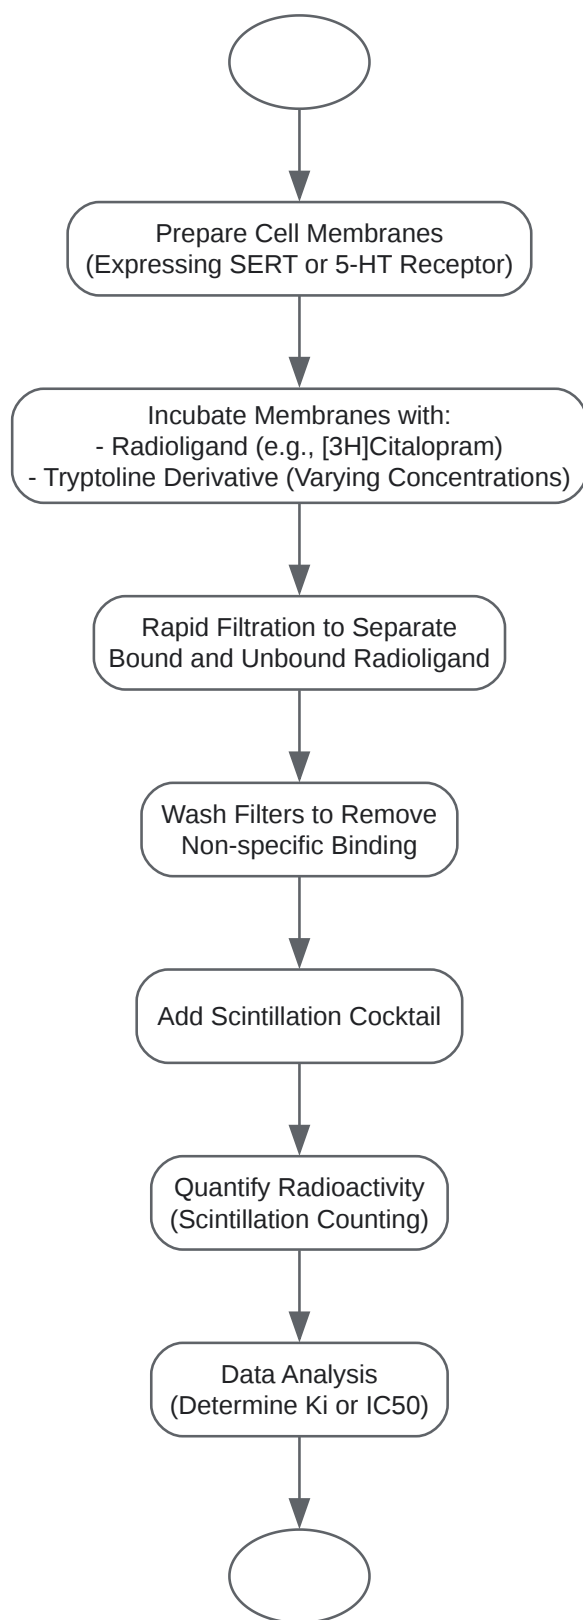 Prepare Cell Membranes
(Expressing SERT or 5-HT Receptor)
Incubate Membranes with:
- Radioligand (e.g., [3H]Citalopram)
- Tryptoline Derivative (Varying Concentrations)
Rapid Filtration to Separate
Bound and Unbound Radioligand
Wash Filters to Remove
Non-specific Binding
Add Scintillation Cocktail
Quantify Radioactivity
(Scintillation Counting)
Data Analysis
(Determine Ki or IC50)